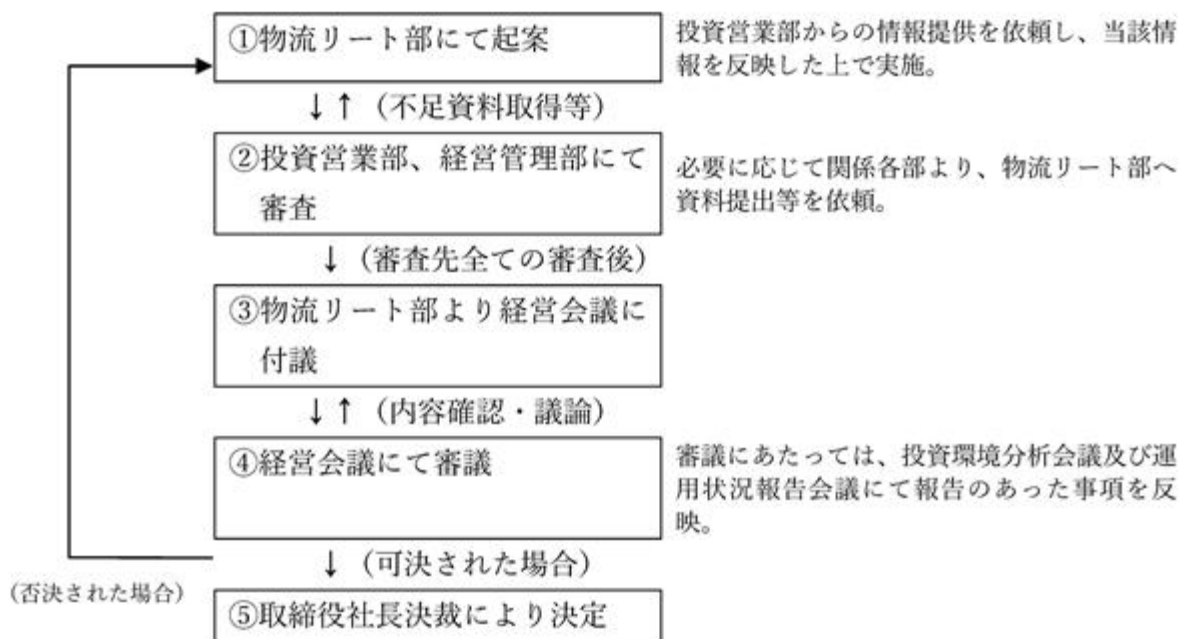 ①物流リート部にて起案
投資営業部からの情報提供を依頼し、当該情
報を反映した上で実施。
↓↑（不足資料取得等）
②投資営業部、経営管理部にて
審査
必要に応じて関係各部より、物流リート部へ
資料提出等を依頼。
↓（審査先全ての審査後）
③物流リート部より経営会議に
付議
↓↑（内容確認・議論）
④経営会議にて審議
審議にあたっては、投資環境分析会議及び運
用状況報告会議にて報告のあった事項を反
映。
↓（可決された場合）
（否決された場合）
⑤取締役社長決裁により決定